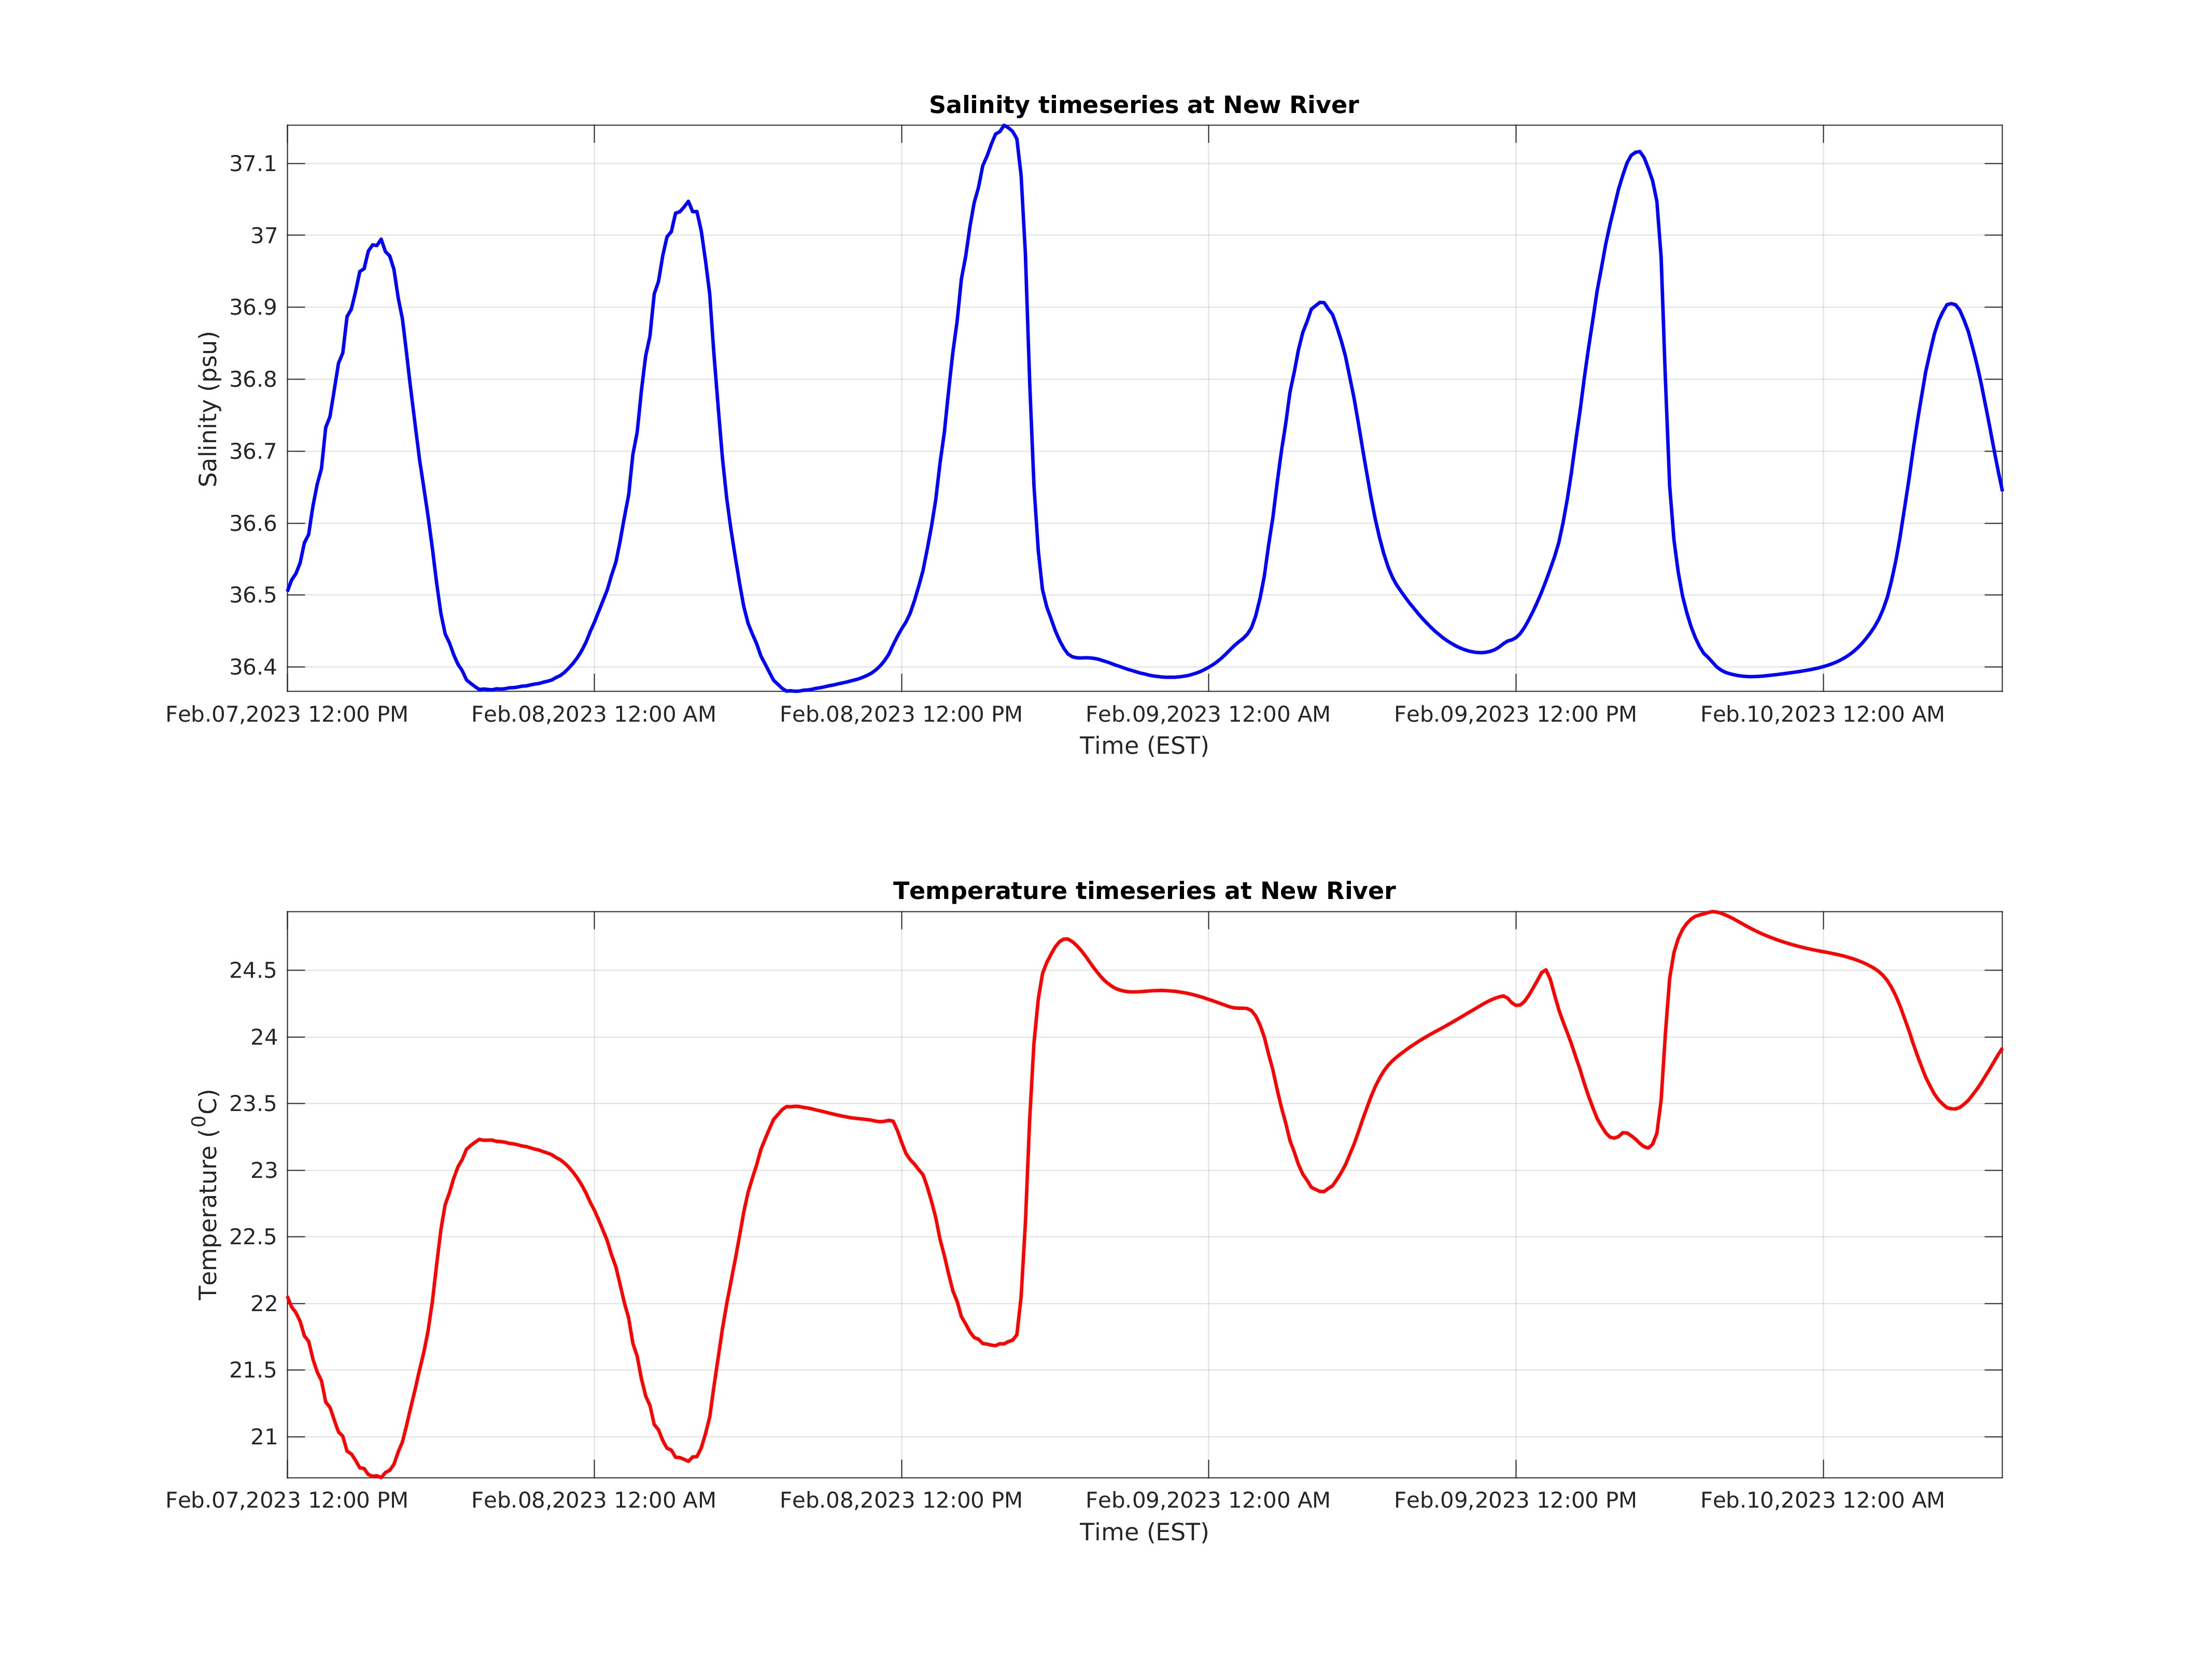 Salinity timeseries at New River
37.1
37
36.9
36.8
36.7
36.6
36.5
36.4
Salinity (psu)
Feb.07,2023 12:00 PM Feb.08,2023 12:00 AM Feb.08,2023 12:00 PM Feb.09,2023 12:00 AM Feb.09,2023 12:00 PM Feb.10,2023 12:00 AM
Time (EST)
Temperature timeseries at New River
24.5
24
23.5
23
22.5
22
21.5
21
Temperature (⁰C)
Feb.07,2023 12:00 PM Feb.08,2023 12:00 AM Feb.08,2023 12:00 PM Feb.09,2023 12:00 AM Feb.09,2023 12:00 PM Feb.10,2023 12:00 AM
Time (EST)